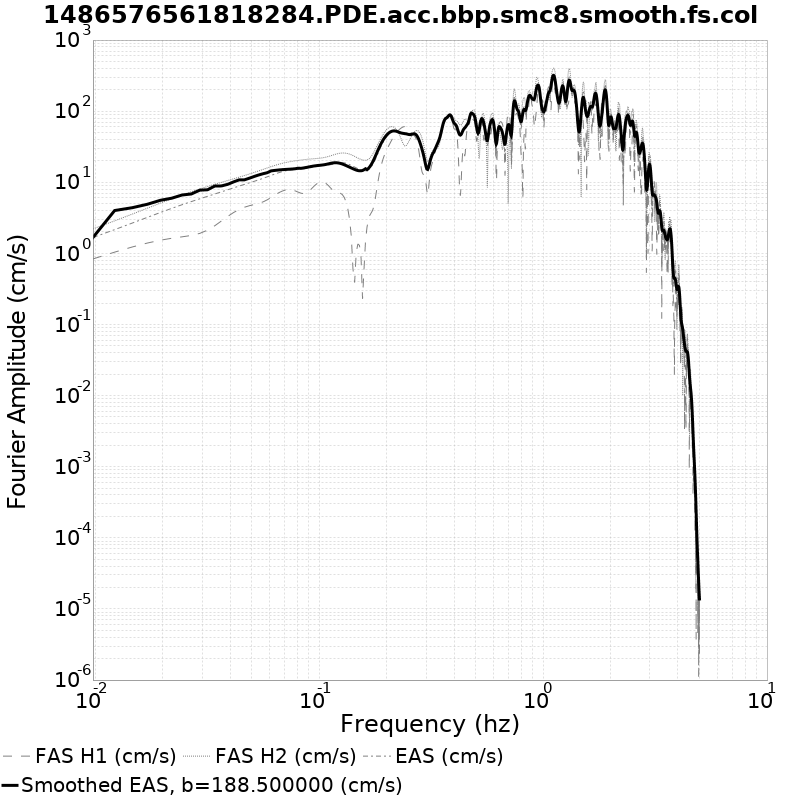 1486576561818284.PDE.acc.bbp.smc8.smooth.fs.col
10^3
10^2
10^1
10^0
10^-1
10^-2
10^-3
10^-4
10^-5
10^-6
Fourier Amplitude (cm/s)
10^-2 10^-1 10^0 10^1
Frequency (hz)
FAS H1 (cm/s) FAS H2 (cm/s) EAS (cm/s)
Smoothed EAS, b=188.500000 (cm/s)